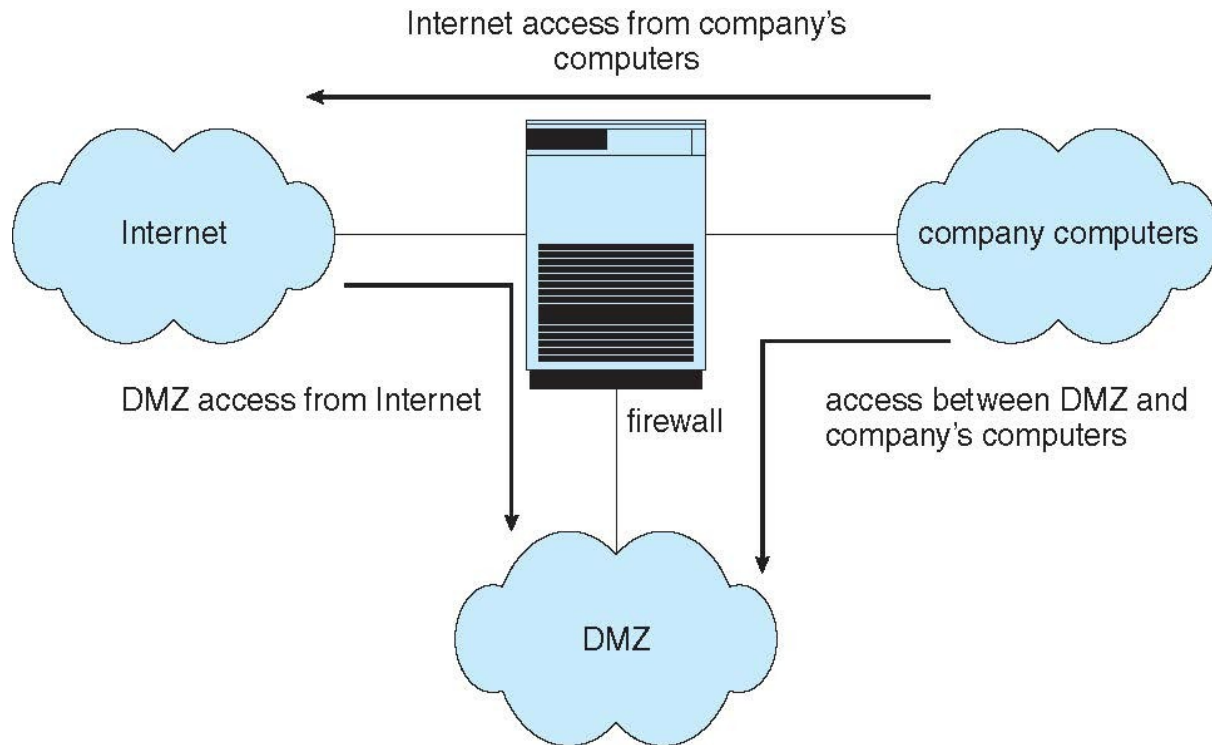 Internet access from company's
computers
Internet
company computers
DMZ access from Internet
firewall
access between DMZ and
company's computers
DMZ